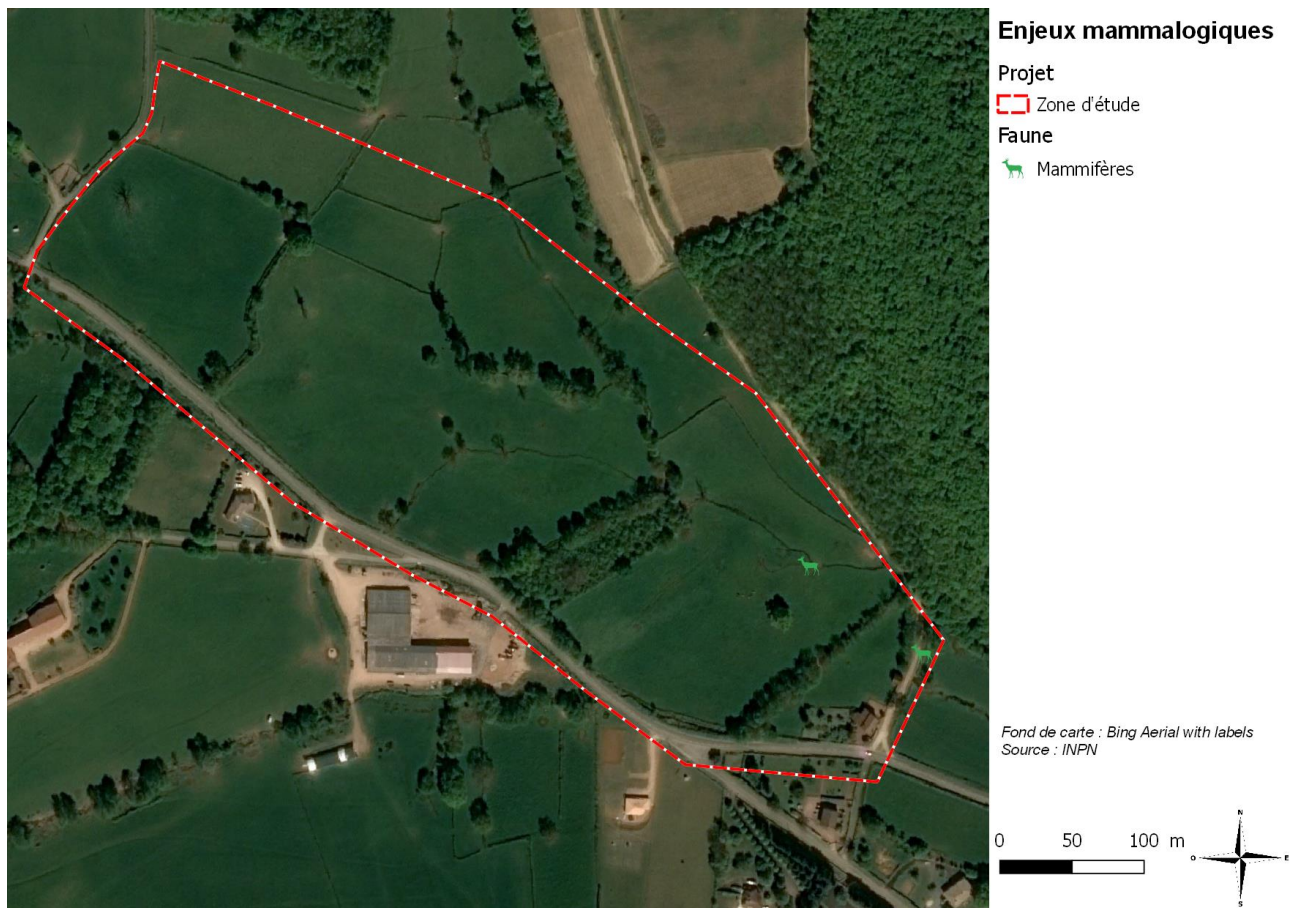 Enjeux mammalogiques
Projet
Zone d'étude
Faune
Mammifères
Fond de carte : Bing Aerial with labels
Source : INPN
0 50 100 m
N
O E
S